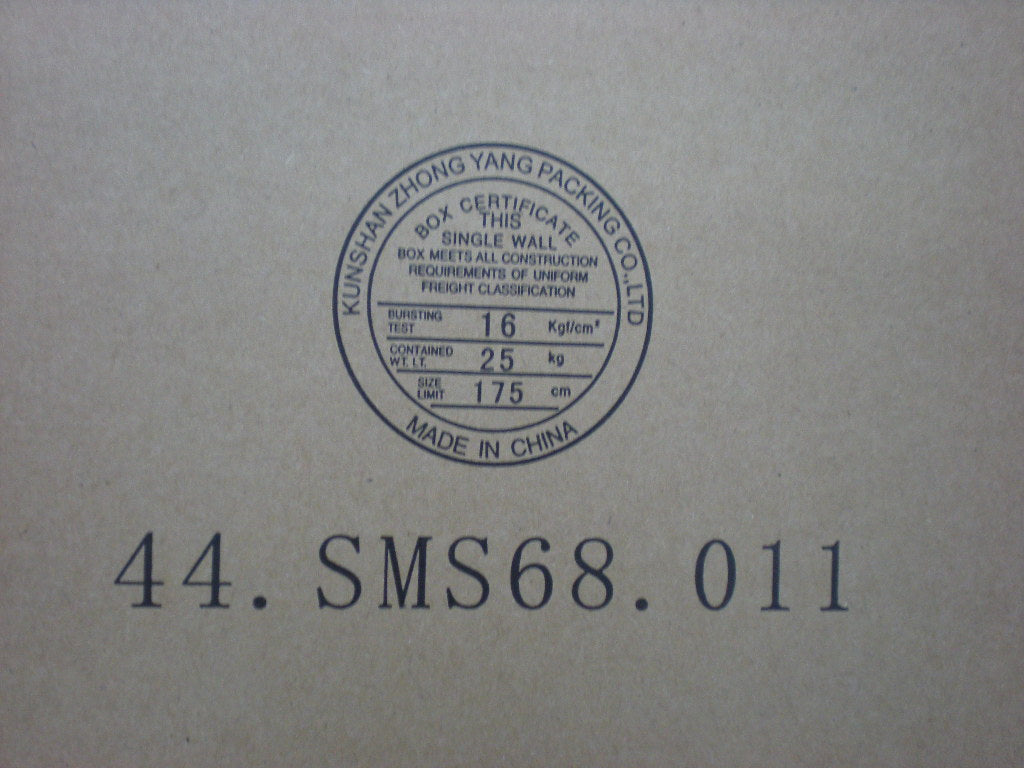 KUNSHAN ZHONG YANG PACKING CO.,LTD
BOX CERTIFICATE
THIS
SINGLE WALL
BOX MEETS ALL CONSTRUCTION
REQUIREMENTS OF UNIFORM
FREIGHT CLASSIFICATION
BURSTING TEST 16 Kgf/cm²
CONTAINED WT. LT. 25 kg
SIZE LIMIT 175 cm
MADE IN CHINA
44.SMS68.011